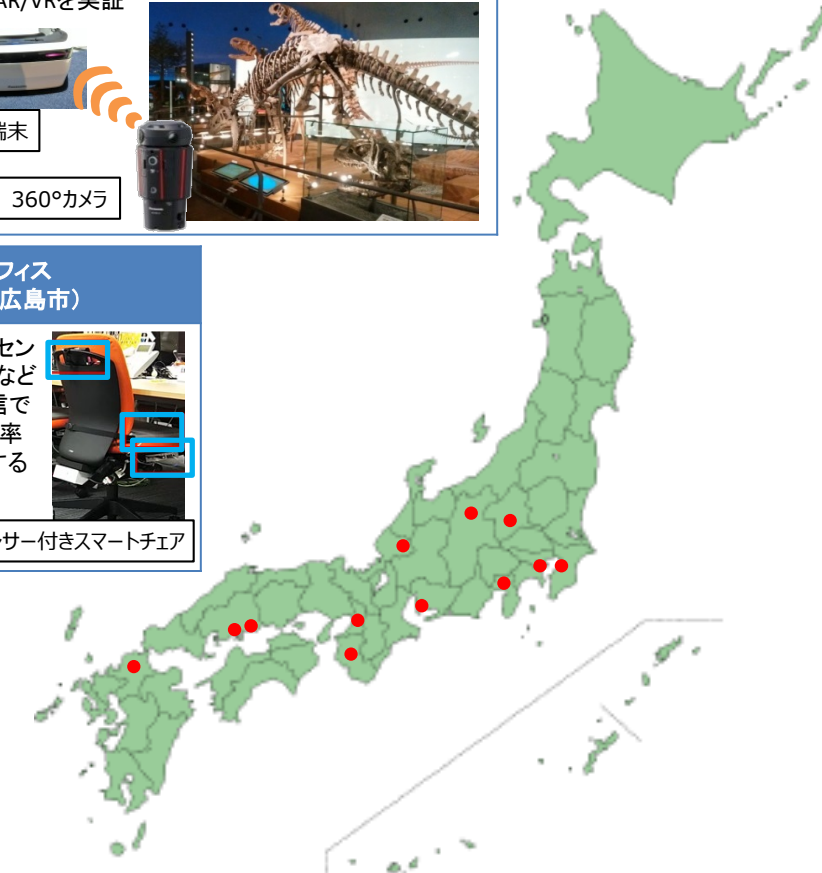 AR/VRを実証
端末
360°カメラ
フィス
広島市）
セン
など
信で
率
する
サー付きスマートチェア